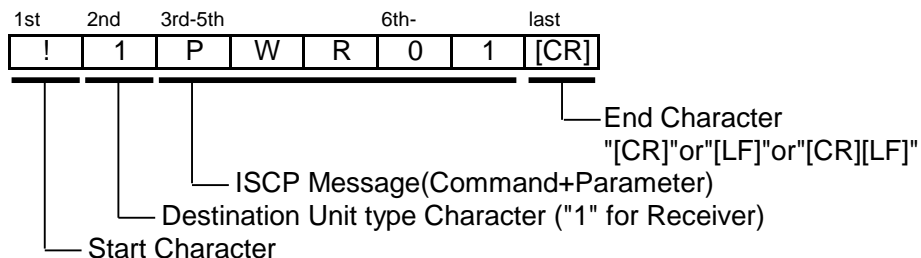 1st 2nd 3rd-5th 6th- last
! 1 P W R 0 1 [CR]
End Character
"[CR]"or"[LF]"or"[CR][LF]"
ISCP Message(Command+Parameter)
Destination Unit type Character ("1" for Receiver)
Start Character